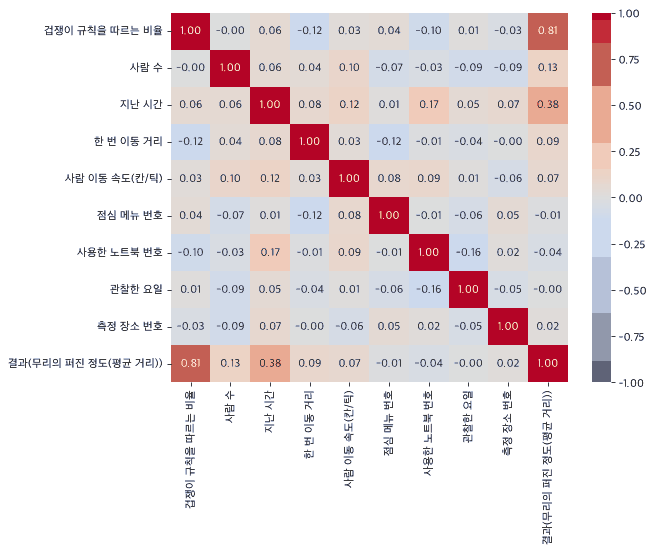 겁쟁이 규칙을 따르는 비율 1.00 -0.00 0.06 -0.12 0.03 0.04 -0.10 0.01 -0.03 0.81
사람 수 -0.00 1.00 0.06 0.04 0.10 -0.07 -0.03 -0.09 -0.09 0.13
지난 시간 0.06 0.06 1.00 0.08 0.12 0.01 0.17 0.05 0.07 0.38
한 번 이동 거리 -0.12 0.04 0.08 1.00 0.03 -0.12 -0.01 -0.04 -0.00 0.09
사람 이동 속도(칸/틱) 0.03 0.10 0.12 0.03 1.00 0.08 0.09 0.01 -0.06 0.07
점심 메뉴 번호 0.04 -0.07 0.01 -0.12 0.08 1.00 -0.01 -0.06 0.05 -0.01
사용한 노트북 번호 -0.10 -0.03 0.17 -0.01 0.09 -0.01 1.00 -0.16 0.02 -0.04
관찰한 요일 0.01 -0.09 0.05 -0.04 0.01 -0.06 -0.16 1.00 -0.05 -0.00
측정 장소 번호 -0.03 -0.09 0.07 -0.00 -0.06 0.05 0.02 -0.05 1.00 0.02
결과(무리의 퍼진 정도(평균 거리)) 0.81 0.13 0.38 0.09 0.07 -0.01 -0.04 -0.00 0.02 1.00
겁쟁이 규칙을 따르는 비율
사람 수
지난 시간
한 번 이동 거리
사람 이동 속도(칸/틱)
점심 메뉴 번호
사용한 노트북 번호
관찰한 요일
측정 장소 번호
결과(무리의 퍼진 정도(평균 거리))
1.00
0.75
0.50
0.25
0.00
-0.25
-0.50
-0.75
-1.00